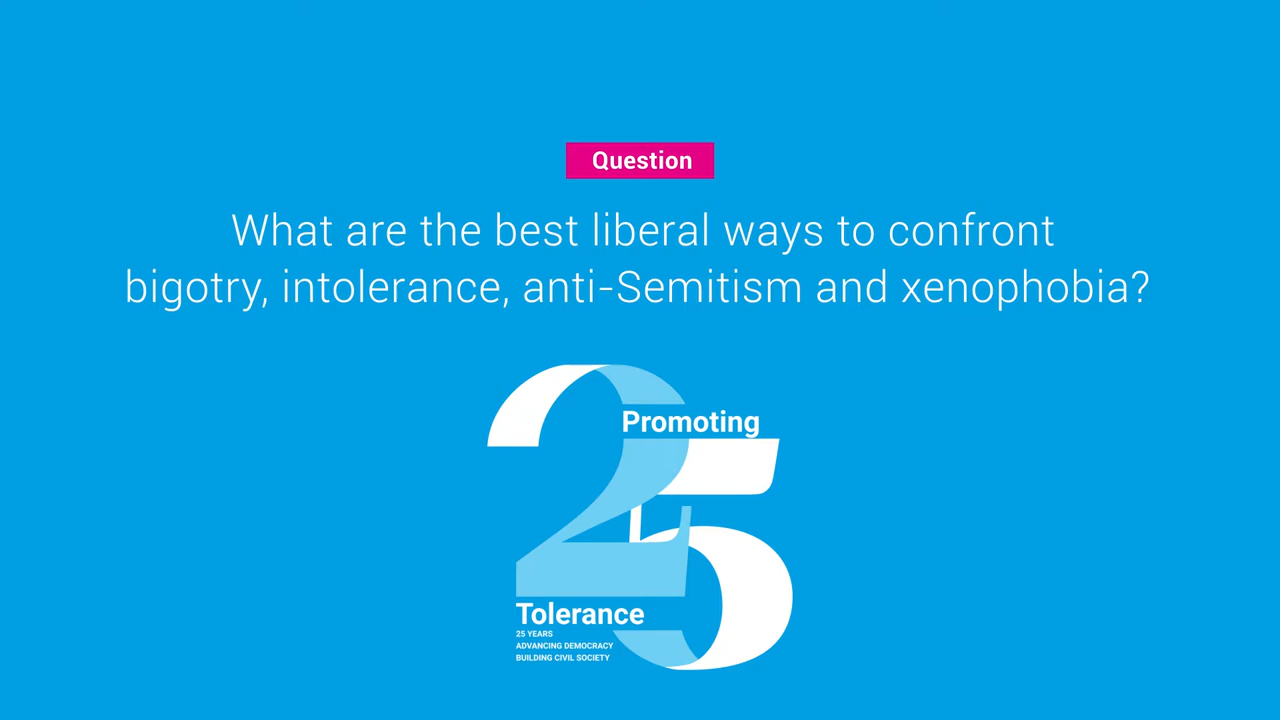 Question
What are the best liberal ways to confront
bigotry, intolerance, anti-Semitism and xenophobia?
25
Promoting
Tolerance
25 YEARS
ADVANCING DEMOCRACY
BUILDING CIVIL SOCIETY